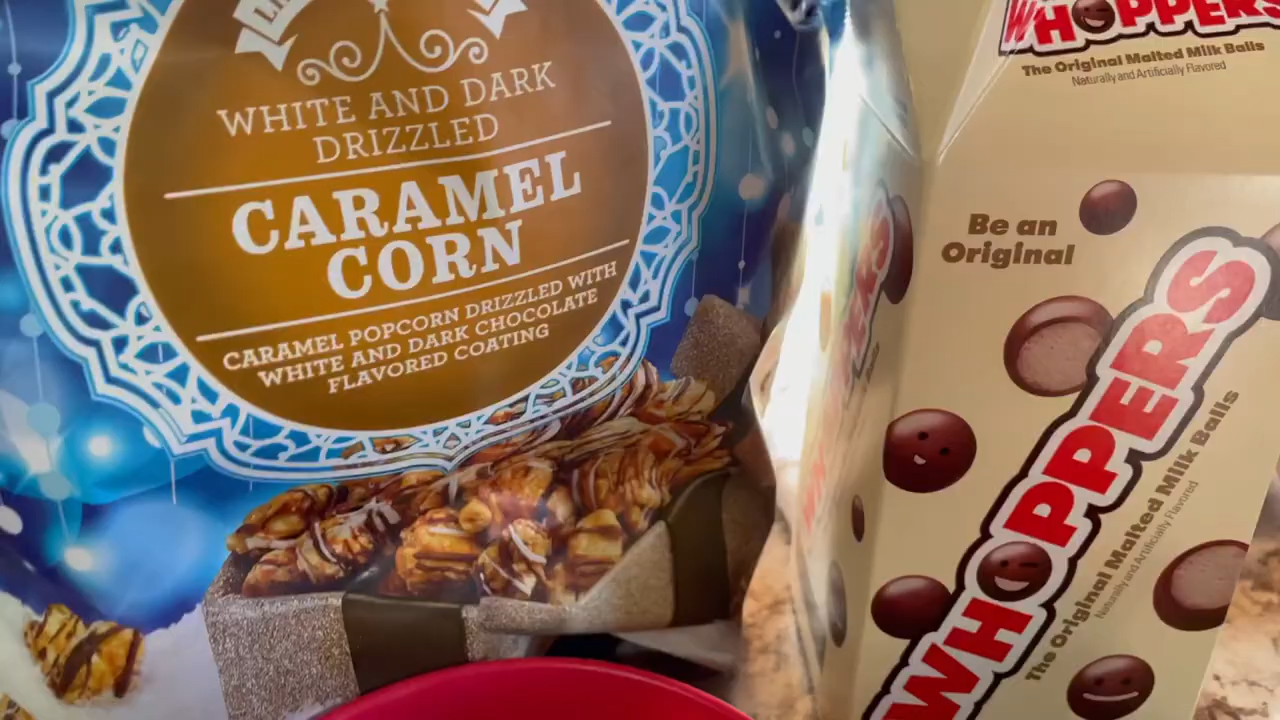 WHITE AND DARK
DRIZZLED
CARAMEL
CORN
CARAMEL POPCORN DRIZZLED WITH
WHITE AND DARK CHOCOLATE
FLAVORED COATING
WHOPPERS
The Original Malted Milk Balls
Naturally and Artificially Flavored
Be an
Original
WHOPPERS
The Original Malted Milk Balls
Naturally and Artificially Flavored